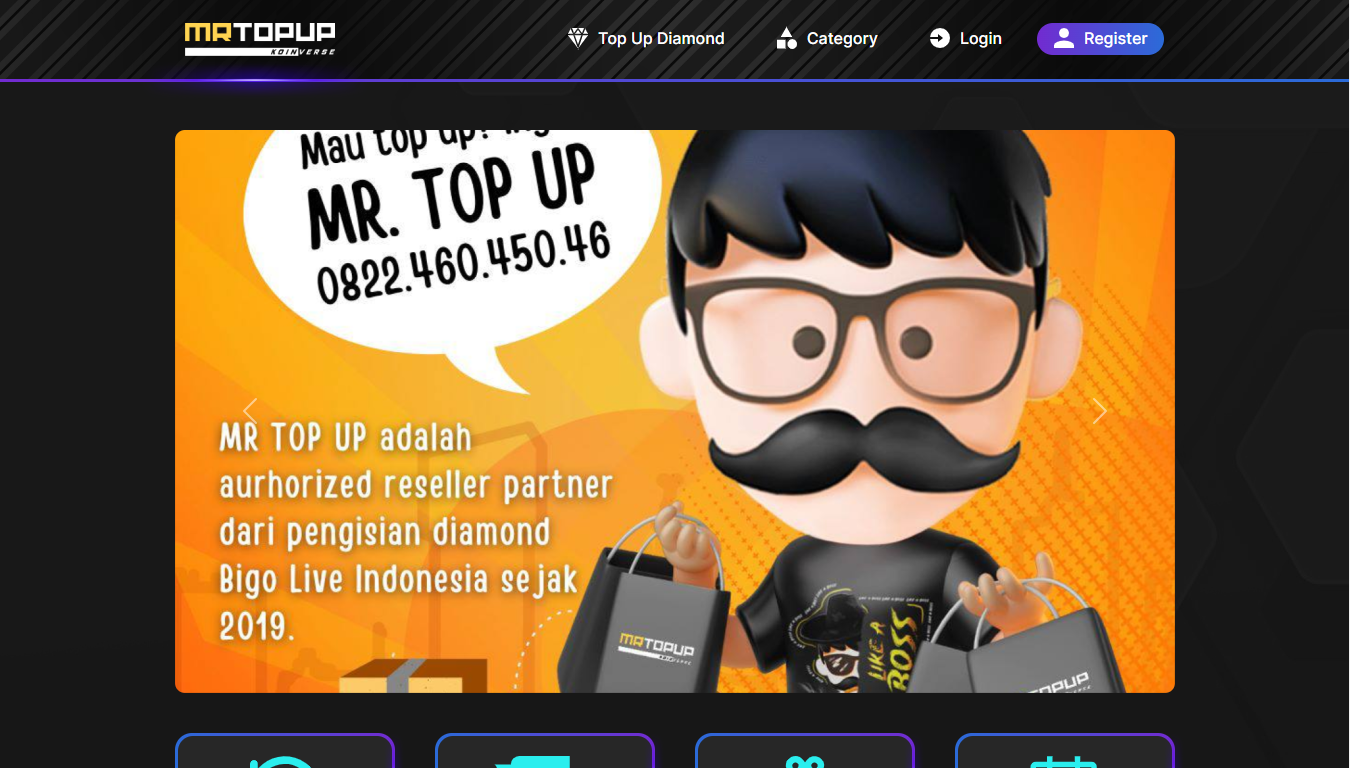 MRTOPUP
KOINVERSE
Top Up Diamond
Category
Login
Register
Mau top up?
MR. TOP UP
0822.460.450.46
MR TOP UP adalah
aurhorized reseller partner
dari pengisian diamond
Bigo Live Indonesia sejak
2019.
MRTOPUP
LIKE A
BOSS